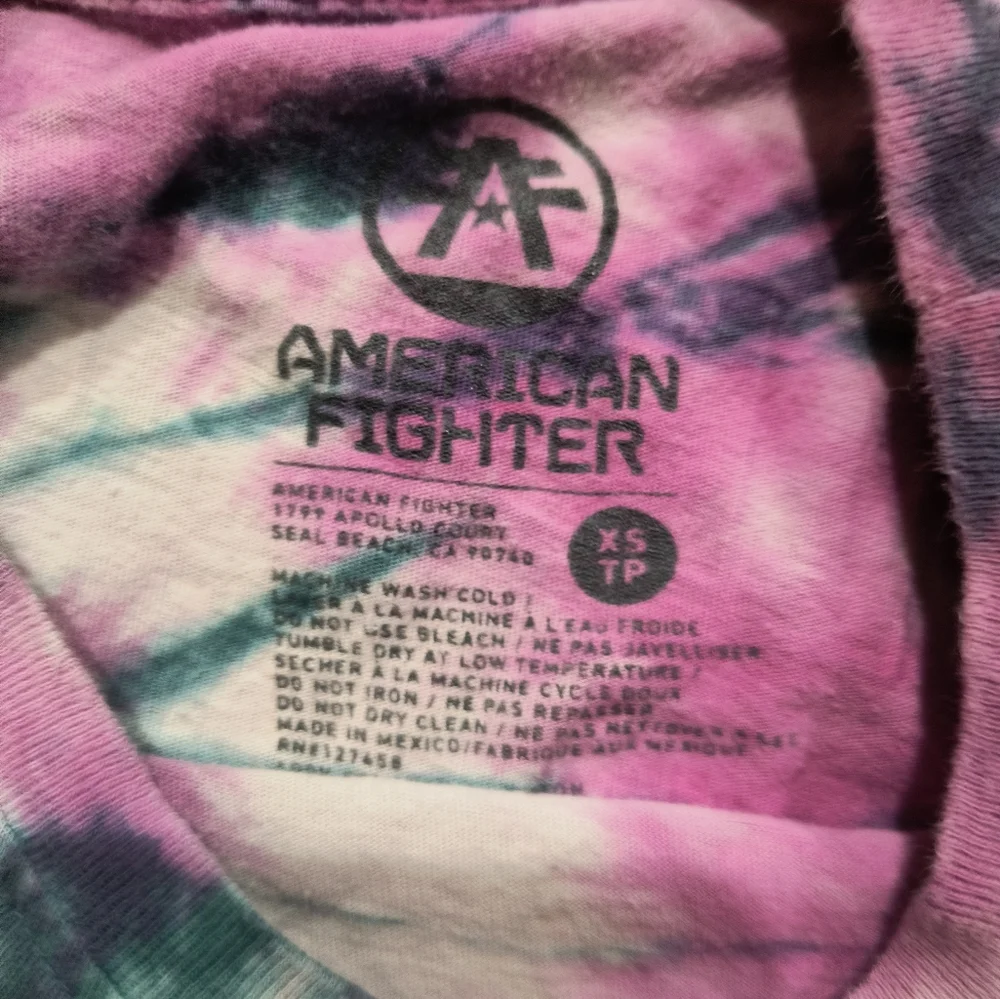 AMERICAN
FIGHTER
AMERICAN FIGHTER
1799 APOLLO COURT
SEAL BEACH, CA 90740
XS
TP
MACHINE WASH COLD /
LAVER À LA MACHINE À L'EAU FROIDE
DO NOT USE BLEACH / NE PAS JAVELLISER
TUMBLE DRY AT LOW TEMPERATURE /
SECHER À LA MACHINE CYCLE DOUX
DO NOT IRON / NE PAS REPASSER
DO NOT DRY CLEAN / NE PAS NETTOYER A SEC
MADE IN MEXICO/FABRIQUE AUX MEXIQUE
RN#127458